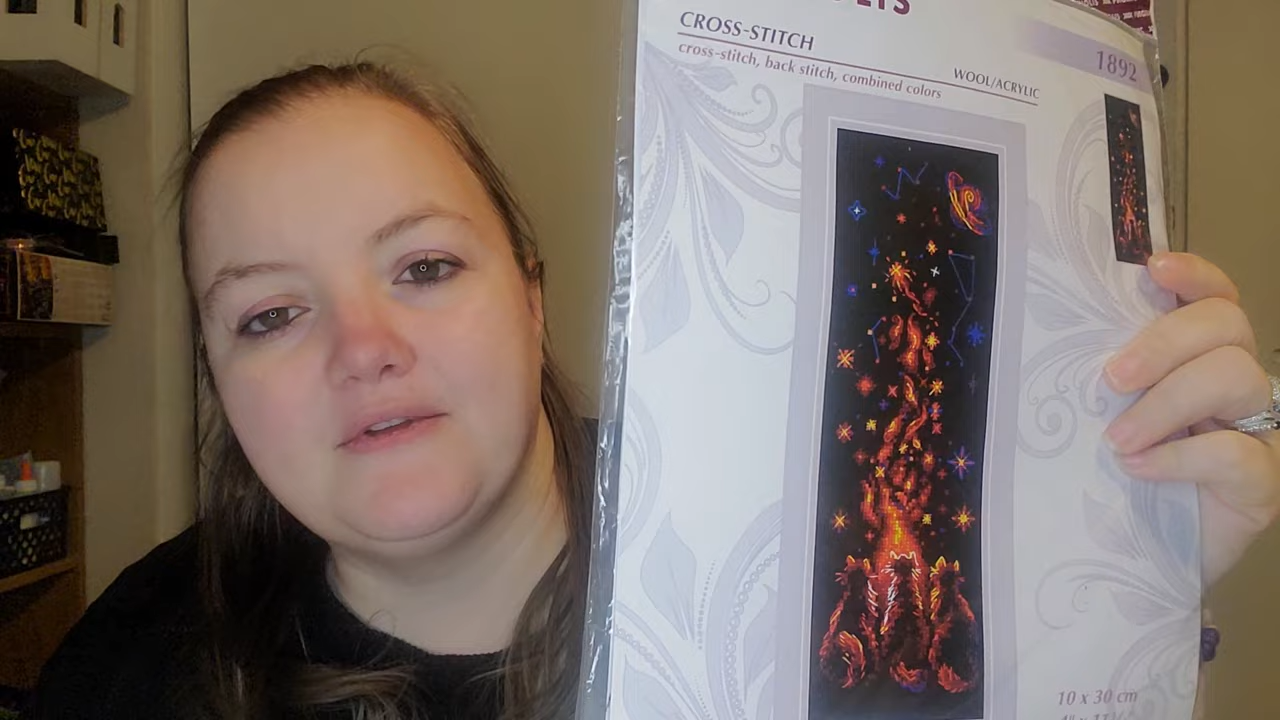 CROSS-STITCH
cross-stitch, back stitch, combined colors
WOOL/ACRYLIC
1892
10 x 30 cm